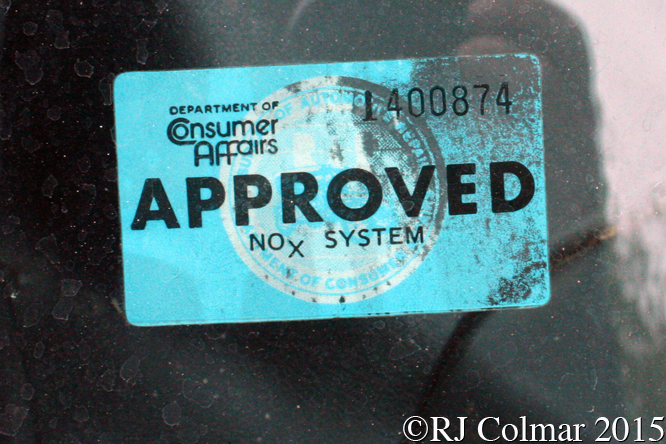 DEPARTMENT OF
Consumer
Affairs
1400874
APPROVED
NOX SYSTEM
©RJ Colmar 2015